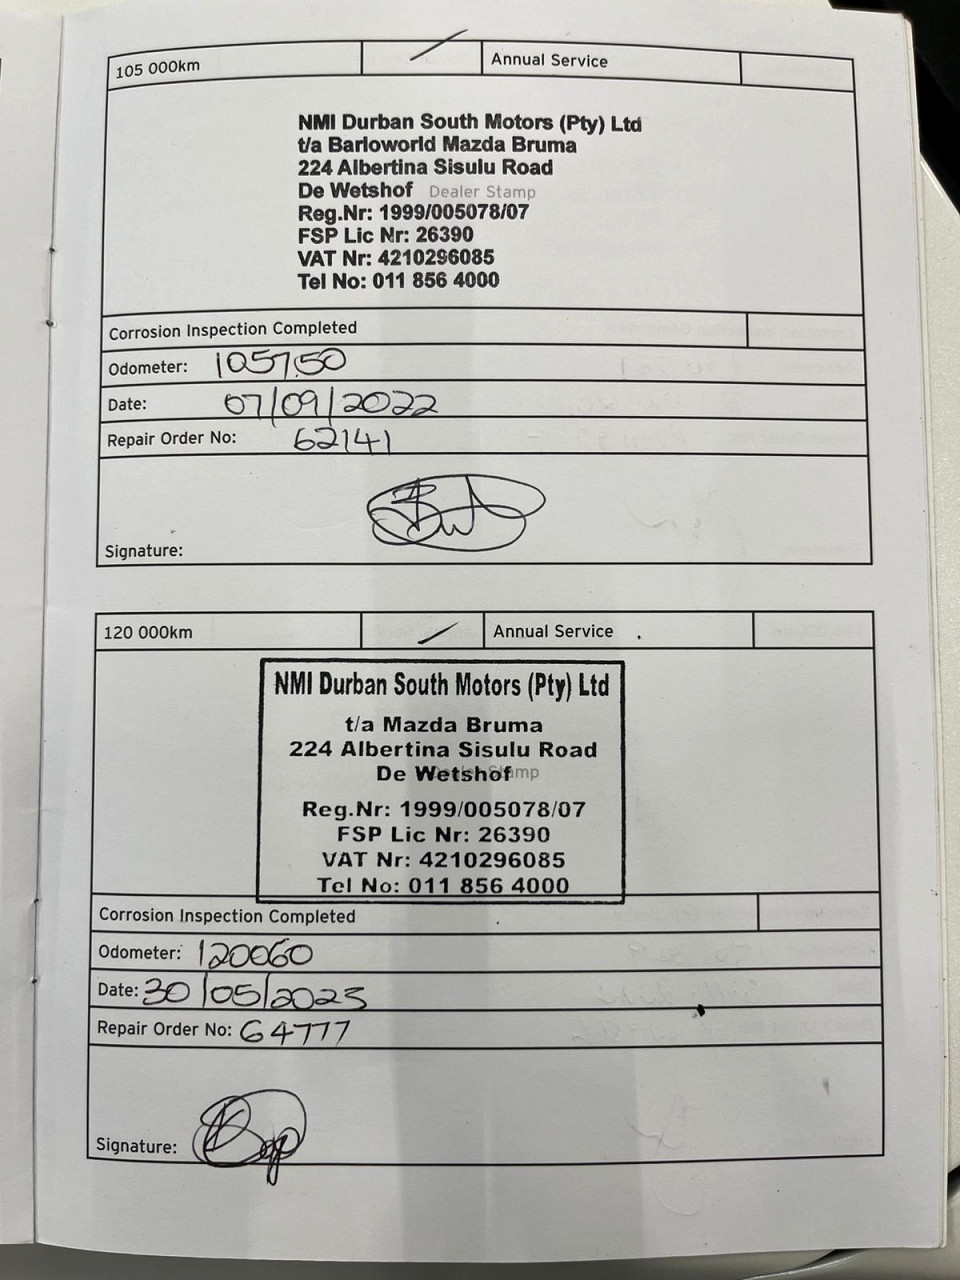 105 000km / Annual Service
NMI Durban South Motors (Pty) Ltd
t/a Barloworld Mazda Bruma
224 Albertina Sisulu Road
De Wetshof Dealer Stamp
Reg.Nr: 1999/005078/07
FSP Lic Nr: 26390
VAT Nr: 4210296085
Tel No: 011 856 4000
Corrosion Inspection Completed
Odometer: 105750
Date: 07/09/2022
Repair Order No: 62141
Signature:
120 000km / Annual Service
NMI Durban South Motors (Pty) Ltd
t/a Mazda Bruma
224 Albertina Sisulu Road
De Wetshof Dealer Stamp
Reg.Nr: 1999/005078/07
FSP Lic Nr: 26390
VAT Nr: 4210296085
Tel No: 011 856 4000
Corrosion Inspection Completed
Odometer: 120060
Date: 30/05/2023
Repair Order No: 64777
Signature: